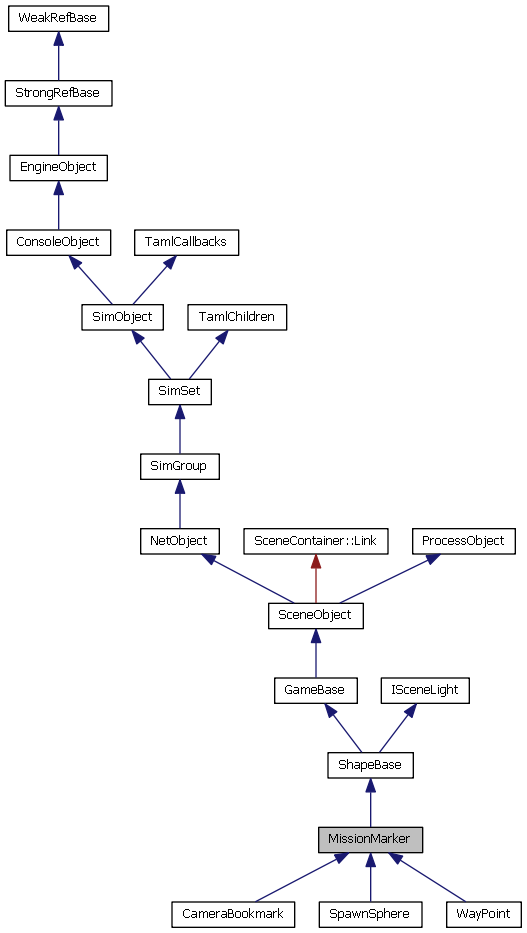 WeakRefBase
StrongRefBase
EngineObject
ConsoleObject
TamlCallbacks
SimObject
TamlChildren
SimSet
SimGroup
NetObject
SceneContainer::Link
ProcessObject
SceneObject
GameBase
ISceneLight
ShapeBase
MissionMarker
CameraBookmark
SpawnSphere
WayPoint